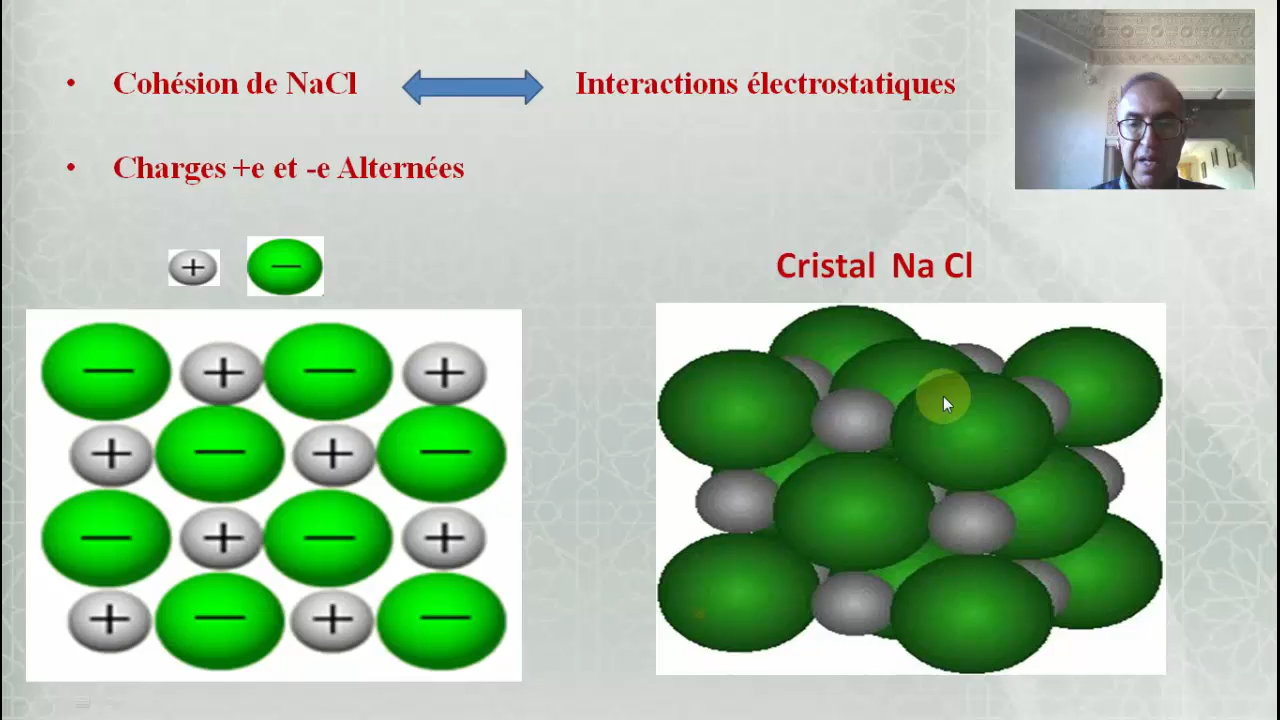 • Cohésion de NaCl Interactions électrostatiques
• Charges +e et -e Alternées
+ −
Cristal Na Cl
− + − +
+ − + −
− + − +
+ − + −